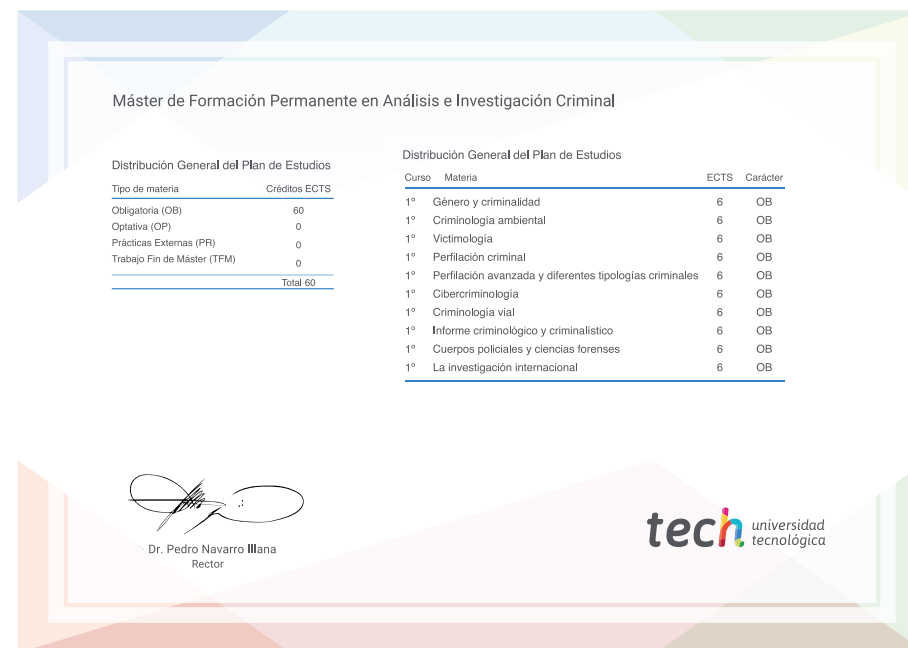 Máster de Formación Permanente en Análisis e Investigación Criminal
Distribución General del Plan de Estudios
Tipo de materia Créditos ECTS
Obligatoria (OB) 60
Optativa (OP) 0
Prácticas Externas (PR) 0
Trabajo Fin de Máster (TFM) 0
Total 60
Distribución General del Plan de Estudios
Curso Materia ECTS Carácter
1º Género y criminalidad 6 OB
1º Criminología ambiental 6 OB
1º Victimología 6 OB
1º Perfilación criminal 6 OB
1º Perfilación avanzada y diferentes tipologías criminales 6 OB
1º Cibercriminología 6 OB
1º Criminología vial 6 OB
1º Informe criminológico y criminalístico 6 OB
1º Cuerpos policiales y ciencias forenses 6 OB
1º La investigación internacional 6 OB
Dr. Pedro Navarro Illana
Rector
tech universidad
tecnológica